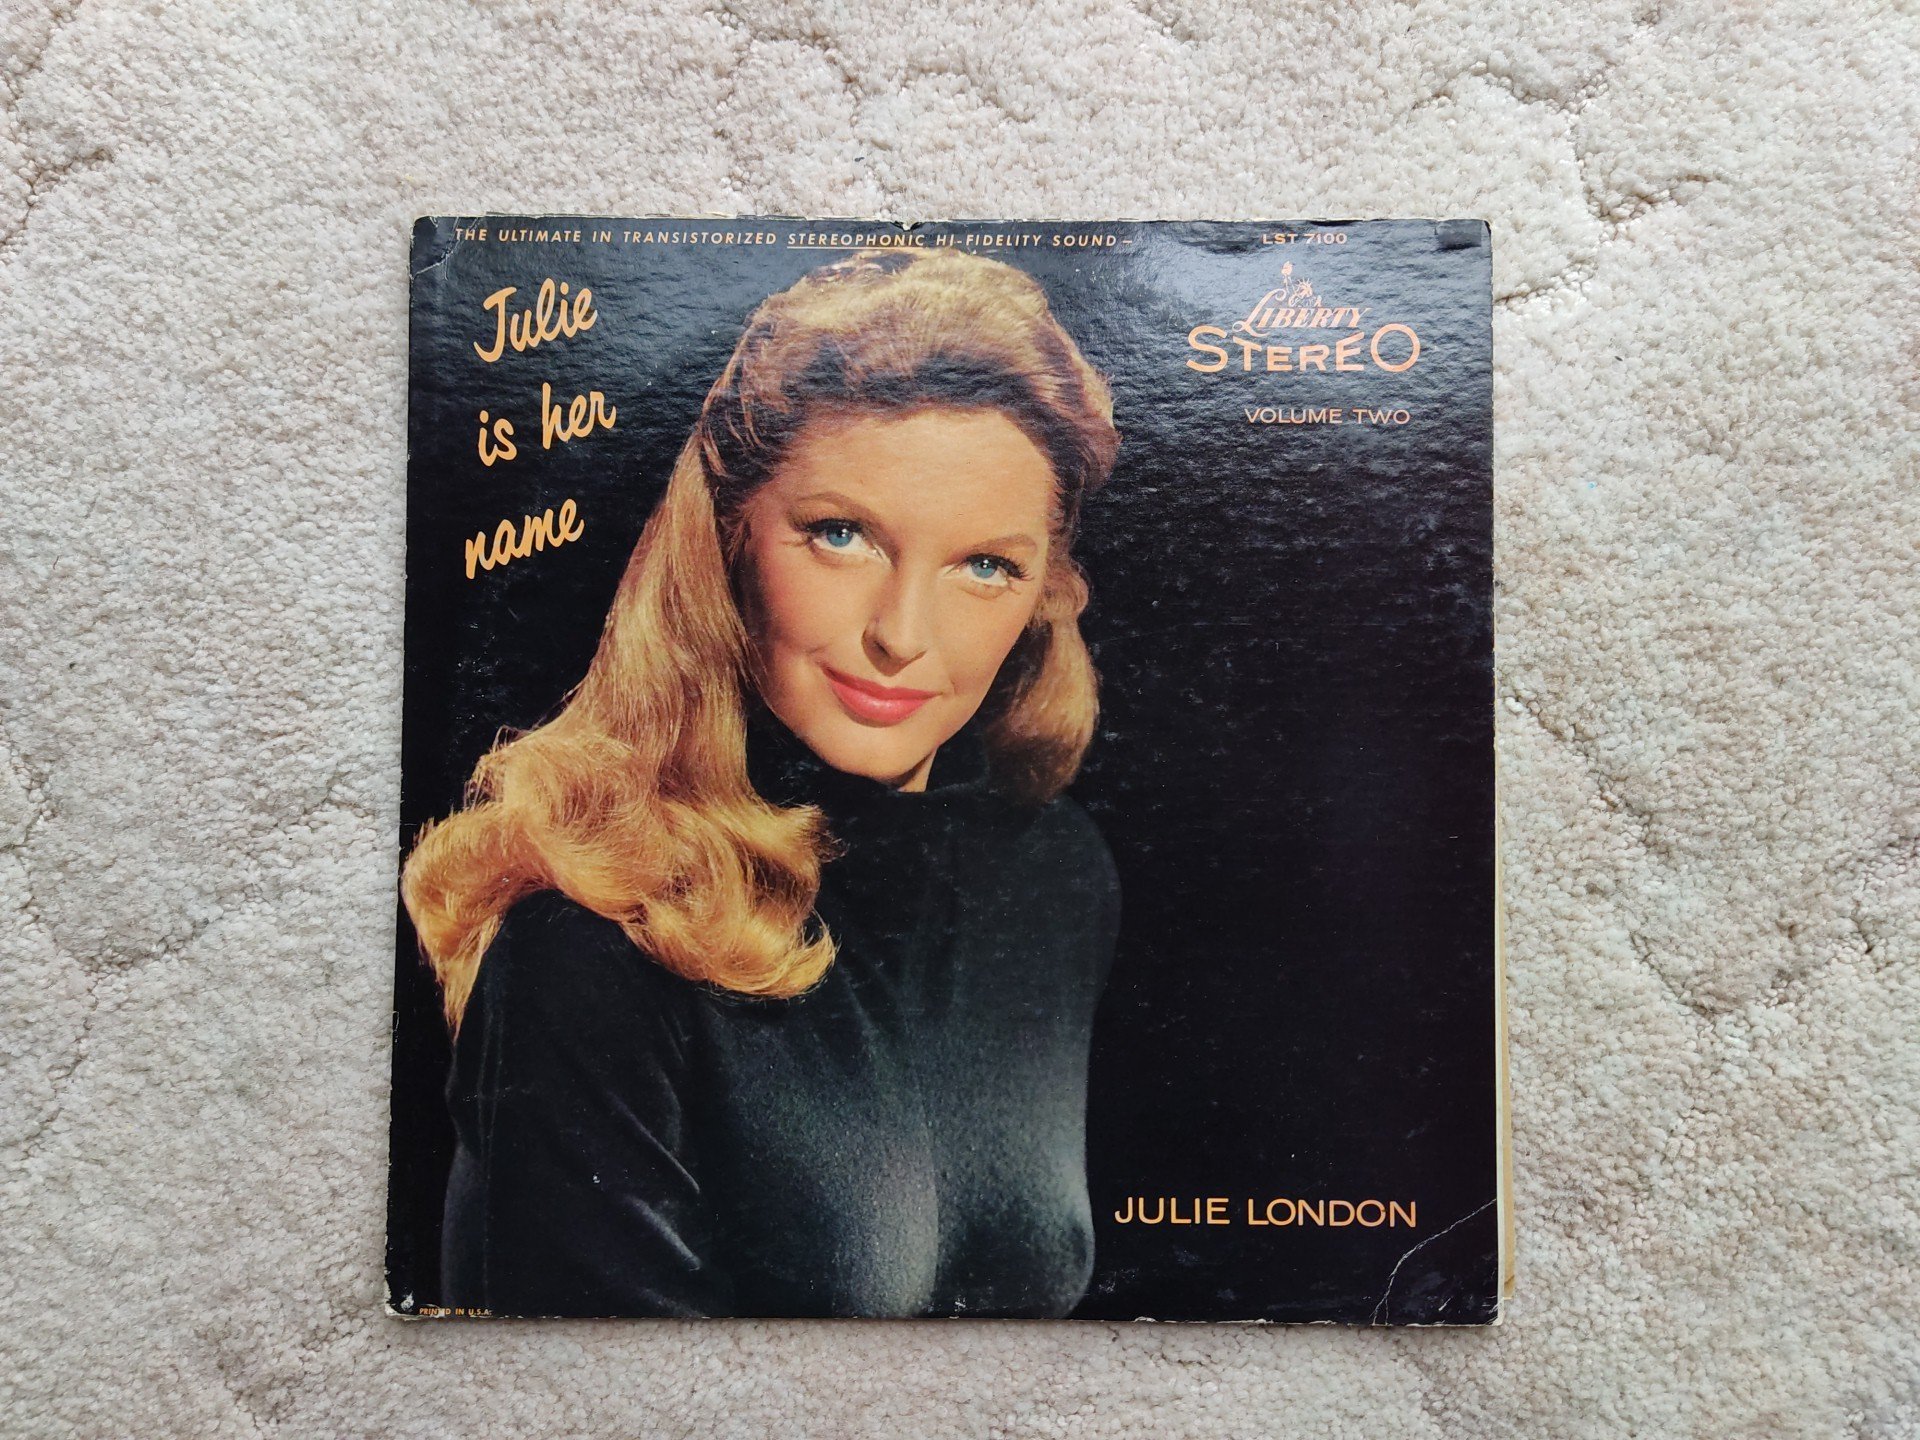 THE ULTIMATE IN TRANSISTORIZED STEREOPHONIC HI-FIDELITY SOUND –
LST 7100
Julie
is her
name
A
LIBERTY
STEREO
VOLUME TWO
JULIE LONDON
PRINTED IN U.S.A.